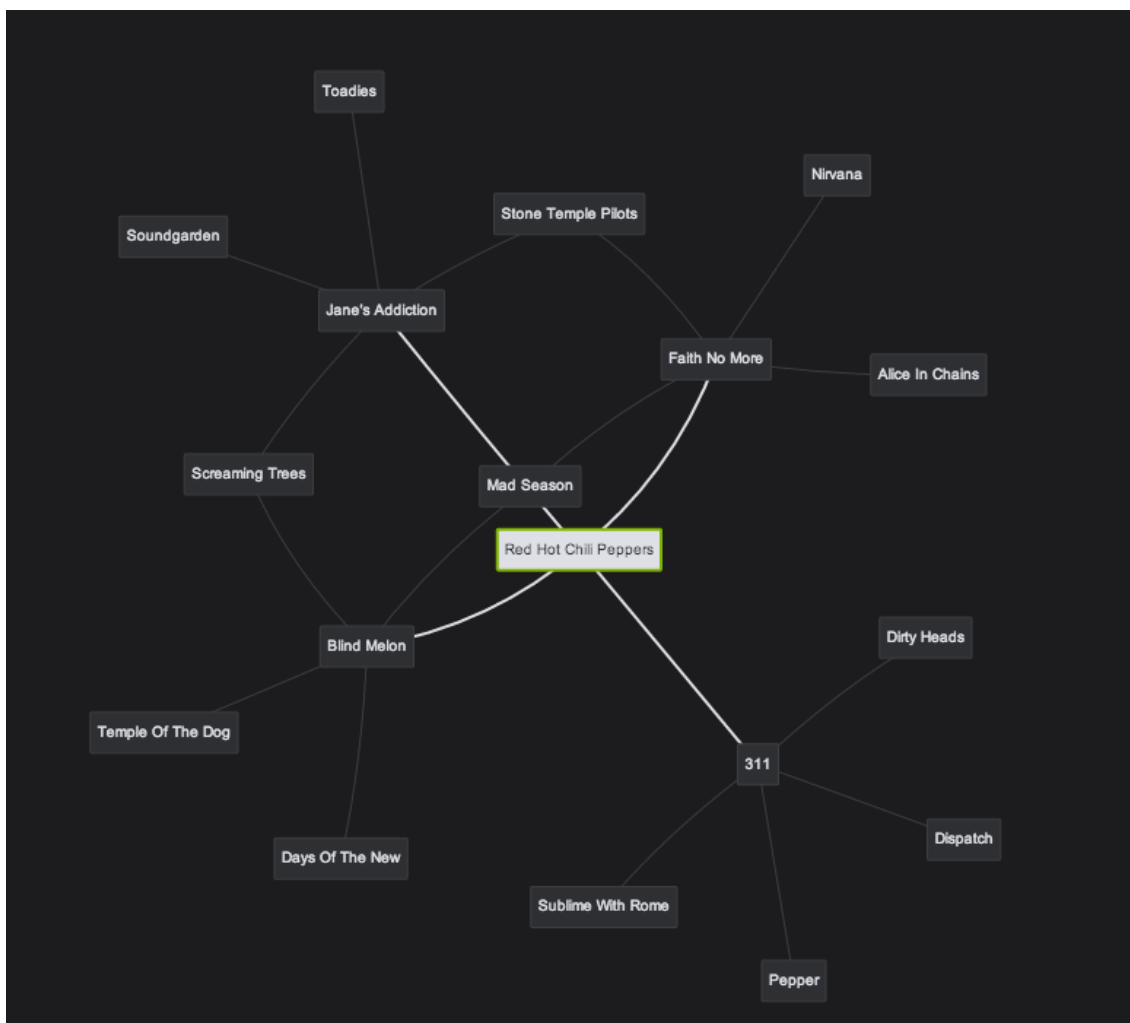 Toadies
Nirvana
Stone Temple Pilots
Soundgarden
Jane's Addiction
Faith No More
Alice In Chains
Screaming Trees
Mad Season
Red Hot Chili Peppers
Dirty Heads
Blind Melon
Temple Of The Dog
311
Dispatch
Days Of The New
Sublime With Rome
Pepper